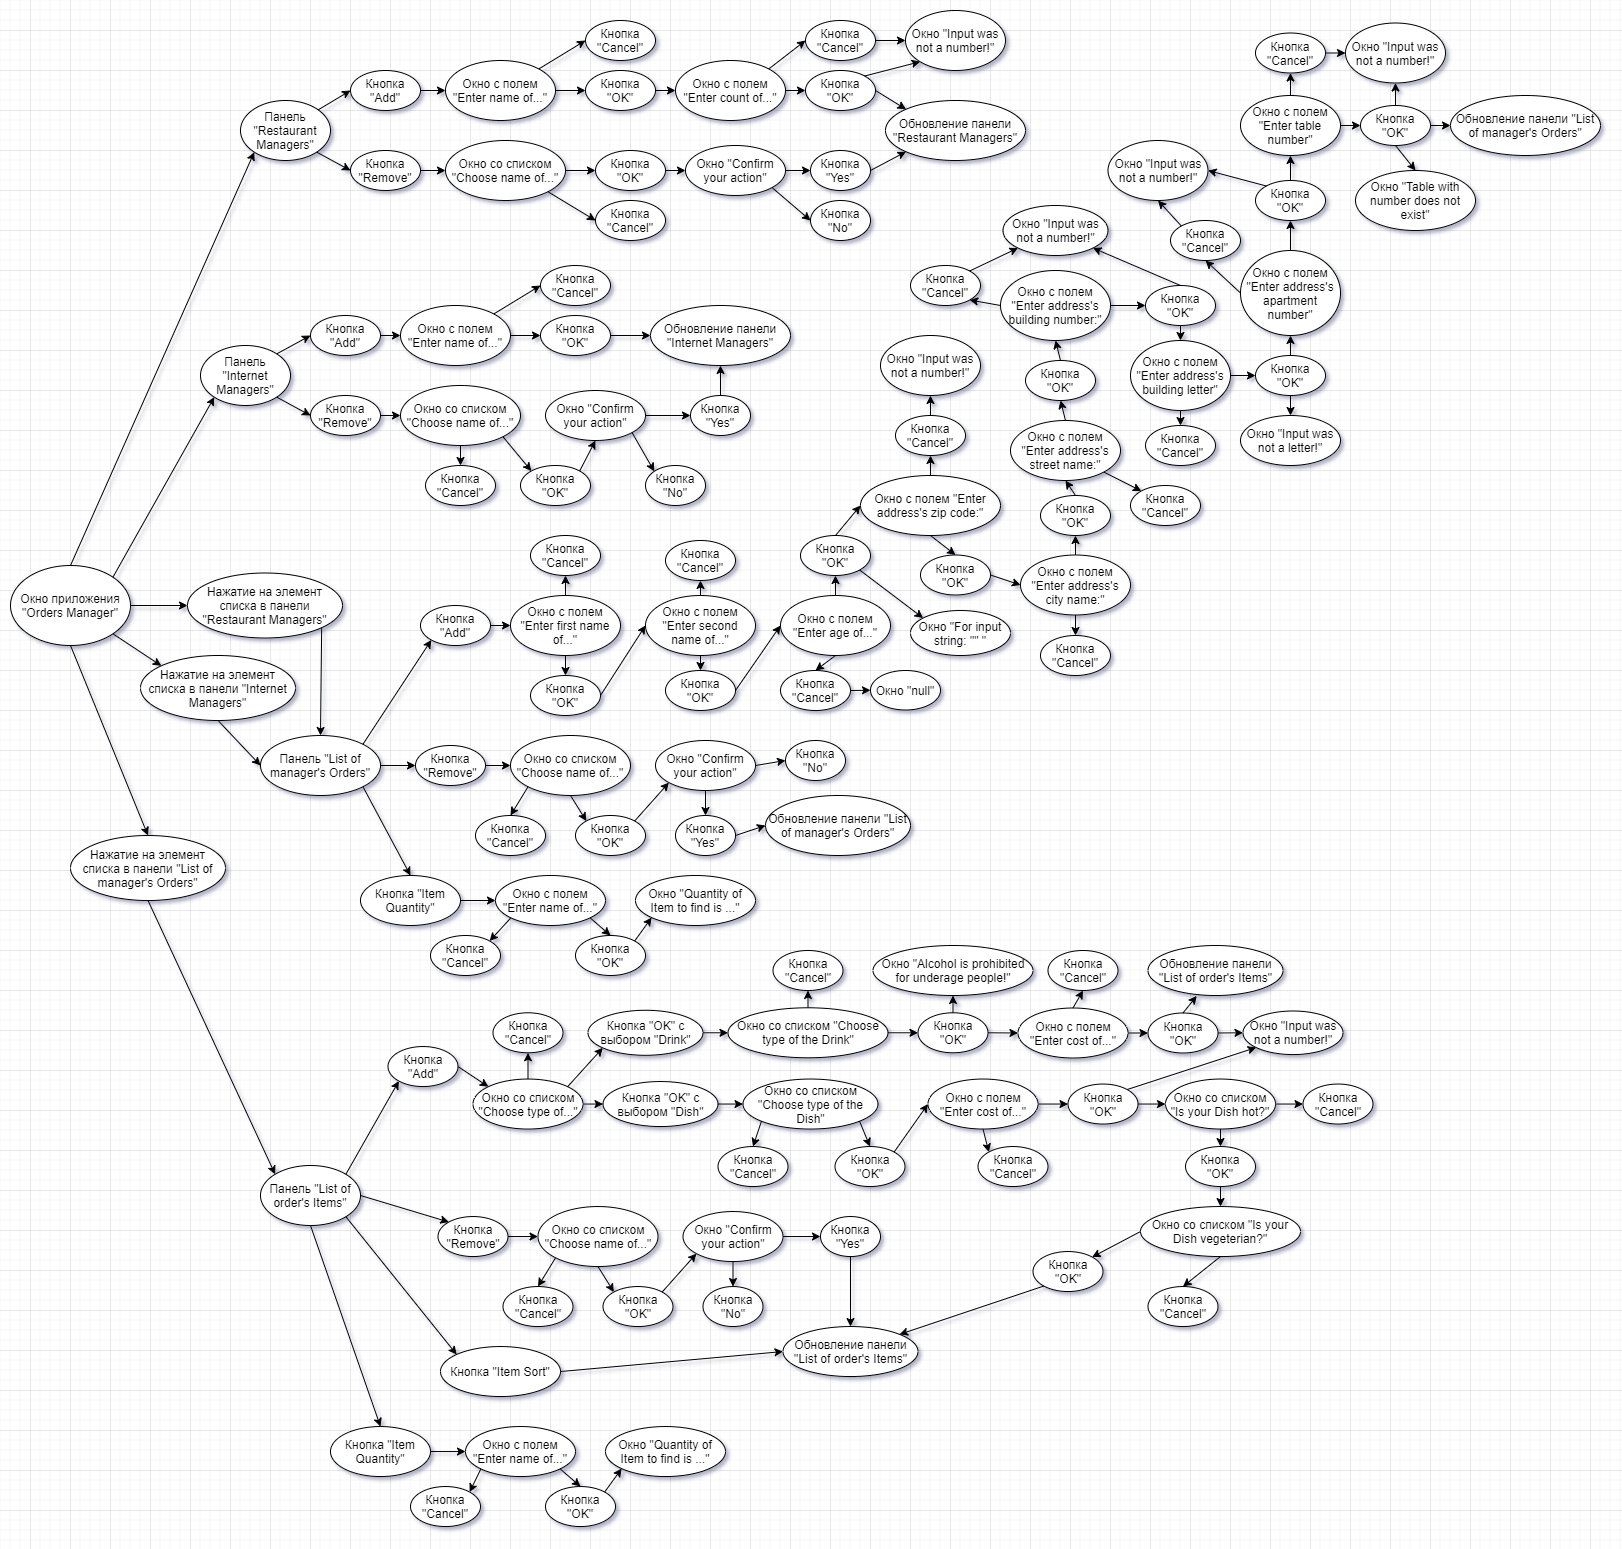 Кнопка
"Cancel"
Кнопка
"Add"
Окно с полем
"Enter name of..."
Кнопка
"OK"
Окно с полем
"Enter count of..."
Кнопка
"Cancel"
Кнопка
"OK"
Окно "Input was
not a number!"
Панель
"Restaurant
Managers"
Обновление панели
"Restaurant Managers"
Кнопка
"Remove"
Окно со списком
"Choose name of..."
Кнопка
"OK"
Кнопка
"Cancel"
Окно "Confirm
your action"
Кнопка
"Yes"
Кнопка
"No"
Кнопка
"Cancel"
Окно "Input was
not a number!"
Окно с полем
"Enter table
number"
Кнопка
"OK"
Обновление панели "List
of manager's Orders"
Окно "Table with
number does not
exist"
Окно "Input was
not a number!"
Кнопка
"OK"
Кнопка
"Cancel"
Окно с полем
"Enter address's
apartment
number"
Окно "Input was
not a number!"
Кнопка
"Cancel"
Окно с полем
"Enter address's
building number:"
Кнопка
"OK"
Окно с полем
"Enter address's
building letter"
Кнопка
"OK"
Кнопка
"Cancel"
Окно "Input was
not a letter!"
Панель
"Internet
Managers"
Кнопка
"Add"
Окно с полем
"Enter name of..."
Кнопка
"Cancel"
Кнопка
"OK"
Обновление панели
"Internet Managers"
Кнопка
"Remove"
Окно со списком
"Choose name of..."
Кнопка
"Cancel"
Кнопка
"OK"
Окно "Confirm
your action"
Кнопка
"Yes"
Кнопка
"No"
Окно "Input was
not a number!"
Кнопка
"Cancel"
Окно с полем "Enter
address's zip code:"
Кнопка
"OK"
Кнопка
"OK"
Окно с полем
"Enter address's
street name:"
Кнопка
"Cancel"
Кнопка
"OK"
Окно с полем
"Enter address's
city name:"
Кнопка
"Cancel"
Окно приложения
"Orders Manager"
Нажатие на элемент
списка в панели
"Restaurant Managers"
Нажатие на элемент
списка в панели "Internet
Managers"
Кнопка
"Add"
Кнопка
"Cancel"
Окно с полем
"Enter first name
of..."
Кнопка
"OK"
Кнопка
"Cancel"
Окно с полем
"Enter second
name of..."
Кнопка
"OK"
Кнопка
"OK"
Окно с полем
"Enter age of..."
Кнопка
"Cancel"
Окно "null"
Окно "For input
string: "" "
Панель "List of
manager's Orders"
Кнопка
"Remove"
Окно со списком
"Choose name of..."
Кнопка
"Cancel"
Кнопка
"OK"
Окно "Confirm
your action"
Кнопка
"No"
Кнопка
"Yes"
Обновление панели "List
of manager's Orders"
Нажатие на элемент
списка в панели "List of
manager's Orders"
Кнопка "Item
Quantity"
Окно с полем
"Enter name of..."
Кнопка
"Cancel"
Кнопка
"OK"
Окно "Quantity of
Item to find is ..."
Кнопка
"Add"
Кнопка
"Cancel"
Окно со списком
"Choose type of..."
Кнопка "OK" с
выбором "Drink"
Кнопка
"Cancel"
Окно со списком "Choose
type of the Drink"
Окно "Alcohol is prohibited
for underage people!"
Кнопка
"OK"
Кнопка
"Cancel"
Окно с полем
"Enter cost of..."
Обновление панели
"List of order's Items"
Кнопка
"OK"
Окно "Input was
not a number!"
Кнопка "OK" с
выбором "Dish"
Окно со списком
"Choose type of the
Dish"
Кнопка
"Cancel"
Кнопка
"OK"
Окно с полем
"Enter cost of..."
Кнопка
"Cancel"
Кнопка
"OK"
Окно со списком
"Is your Dish hot?"
Кнопка
"Cancel"
Кнопка
"OK"
Окно со списком "Is your
Dish vegeterian?"
Кнопка
"OK"
Кнопка
"Cancel"
Панель "List of
order's Items"
Кнопка
"Remove"
Окно со списком
"Choose name of..."
Кнопка
"Cancel"
Кнопка
"OK"
Окно "Confirm
your action"
Кнопка
"No"
Кнопка
"Yes"
Обновление панели
"List of order's Items"
Кнопка "Item Sort"
Кнопка "Item
Quantity"
Окно с полем
"Enter name of..."
Кнопка
"Cancel"
Кнопка
"OK"
Окно "Quantity of
Item to find is ..."